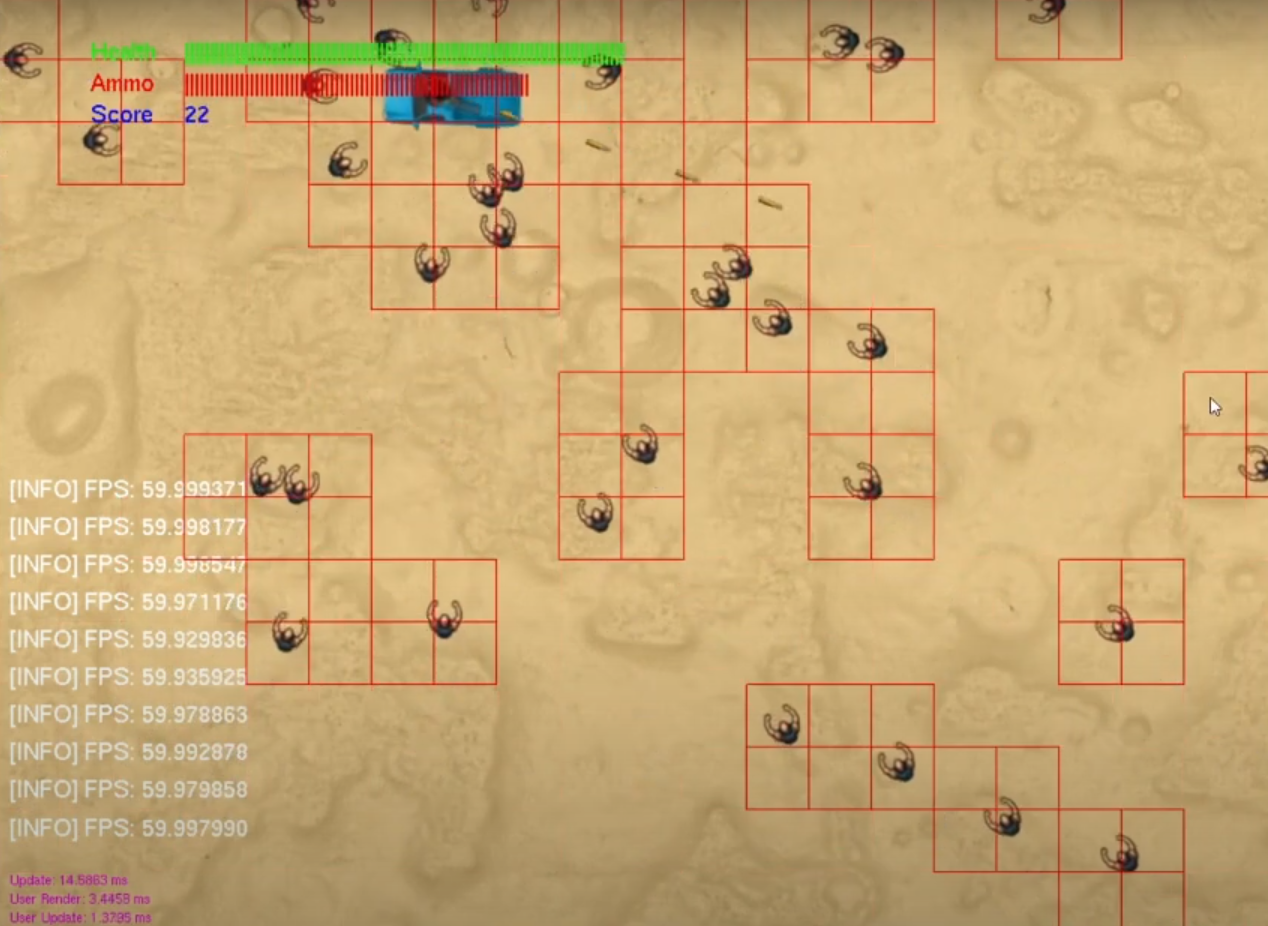 Health
Ammo
Score 22
[INFO] FPS: 59.999371
[INFO] FPS: 59.998177
[INFO] FPS: 59.998547
[INFO] FPS: 59.971176
[INFO] FPS: 59.929836
[INFO] FPS: 59.935925
[INFO] FPS: 59.978863
[INFO] FPS: 59.992878
[INFO] FPS: 59.979858
[INFO] FPS: 59.997990
Update: 14.5863 ms
User Render: 3.4458 ms
User Update: 1.3795 ms